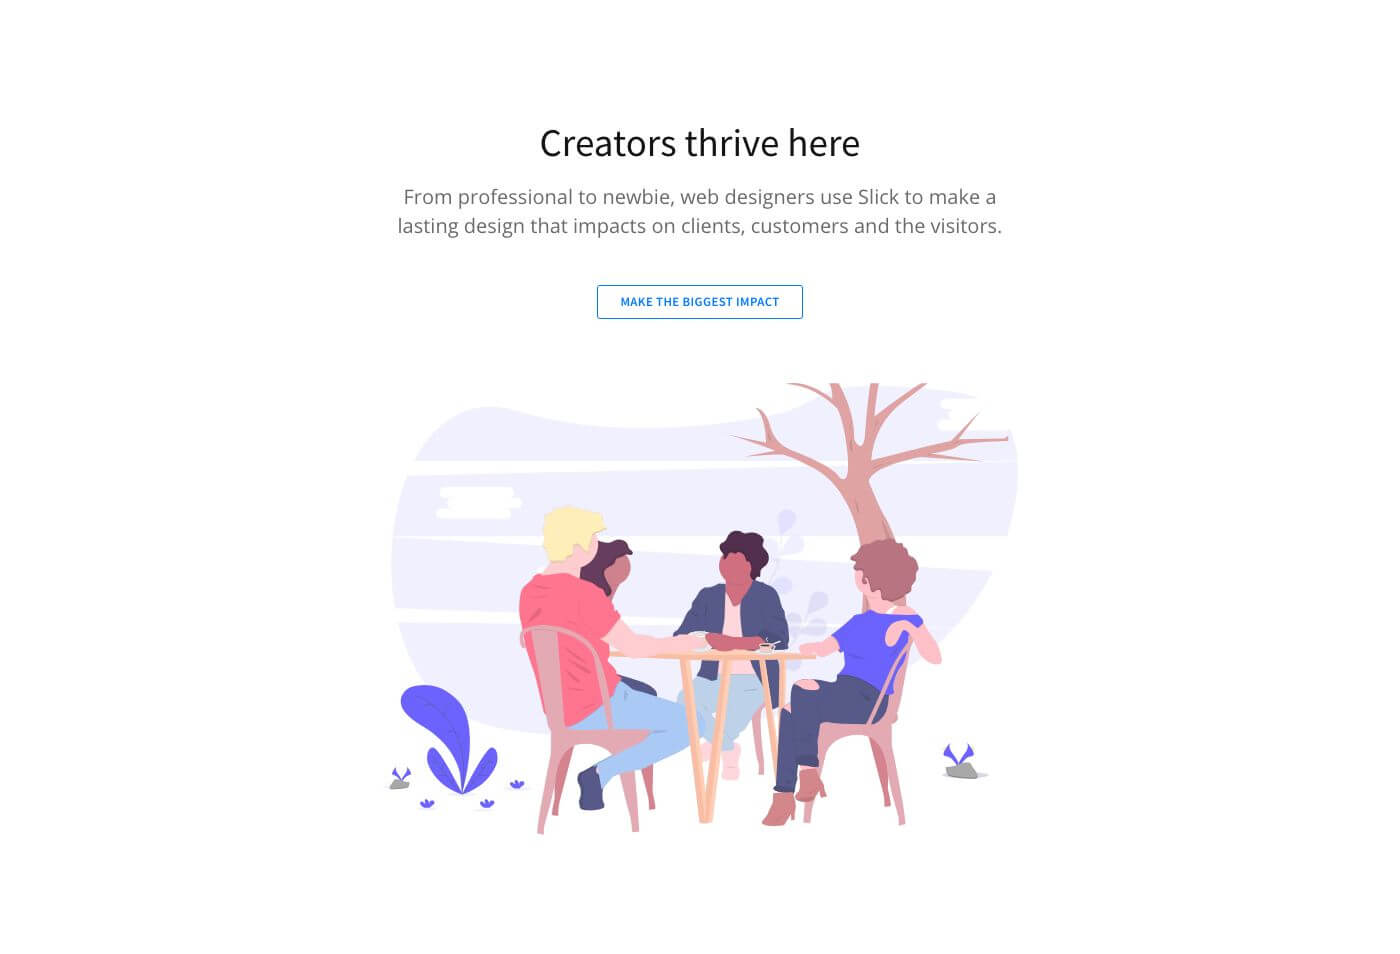 Creators thrive here
From professional to newbie, web designers use Slick to make a
lasting design that impacts on clients, customers and the visitors.
MAKE THE BIGGEST IMPACT